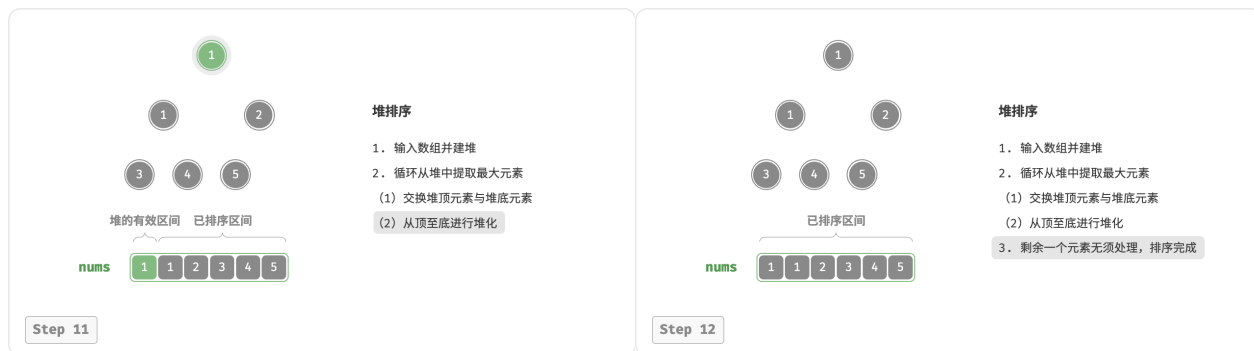 1
1 2
3 4 5
堆的有效区间 已排序区间
nums 1 1 2 3 4 5
堆排序
1. 输入数组并建堆
2. 循环从堆中提取最大元素
（1）交换堆顶元素与堆底元素
（2）从顶至底进行堆化
Step 11
1
1 2
3 4 5
已排序区间
nums 1 1 2 3 4 5
堆排序
1. 输入数组并建堆
2. 循环从堆中提取最大元素
（1）交换堆顶元素与堆底元素
（2）从顶至底进行堆化
3. 剩余一个元素无须处理，排序完成
Step 12